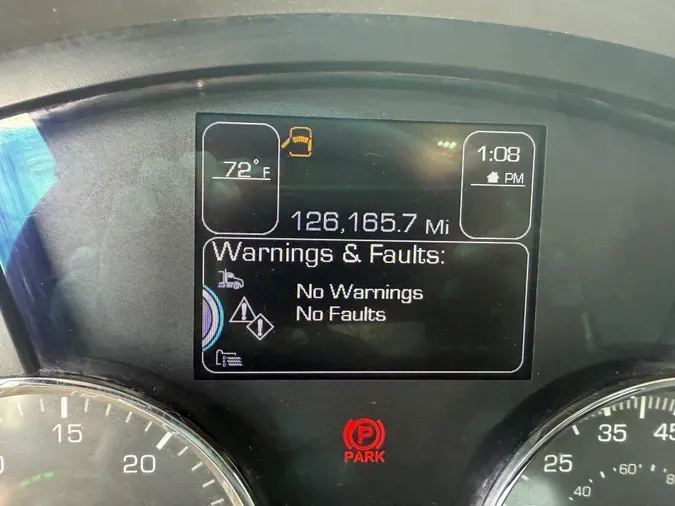 72°F
1:08
PM
126,165.7 Mi
Warnings & Faults:
No Warnings
No Faults
P
PARK
15
20
25
35
45
40
60